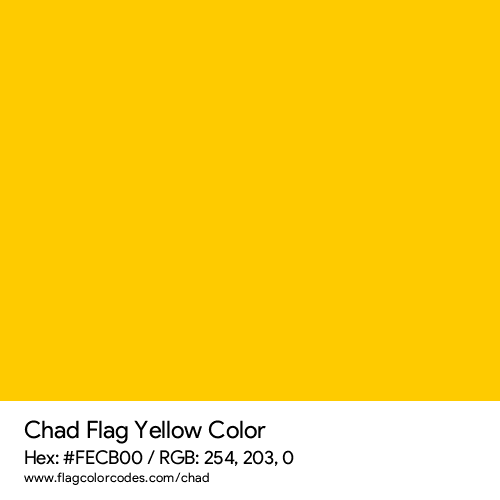 Chad Flag Yellow Color
Hex: #FECB00 / RGB: 254, 203, 0
www.flagcolorcodes.com/chad